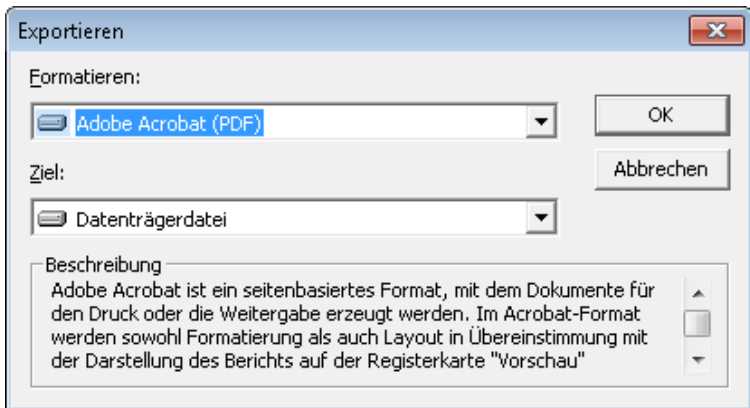 Exportieren
Formatieren:
Adobe Acrobat (PDF)
OK
Abbrechen
Ziel:
Datenträgerdatei
Beschreibung
Adobe Acrobat ist ein seitenbasiertes Format, mit dem Dokumente für
den Druck oder die Weitergabe erzeugt werden. Im Acrobat-Format
werden sowohl Formatierung als auch Layout in Übereinstimmung mit
der Darstellung des Berichts auf der Registerkarte "Vorschau"